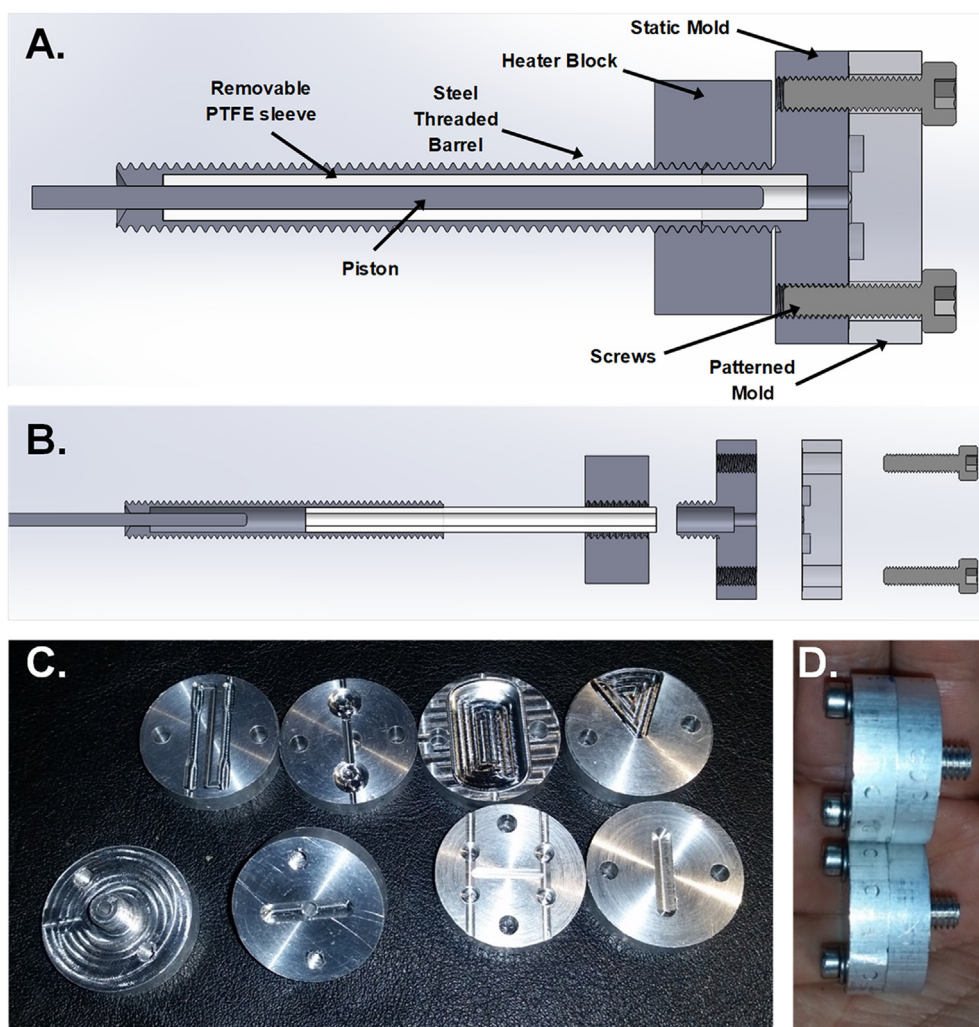 A.
Static Mold
Heater Block
Removable
PTFE sleeve
Steel
Threaded
Barrel
Piston
Screws
Patterned
Mold
B.
C.
D.